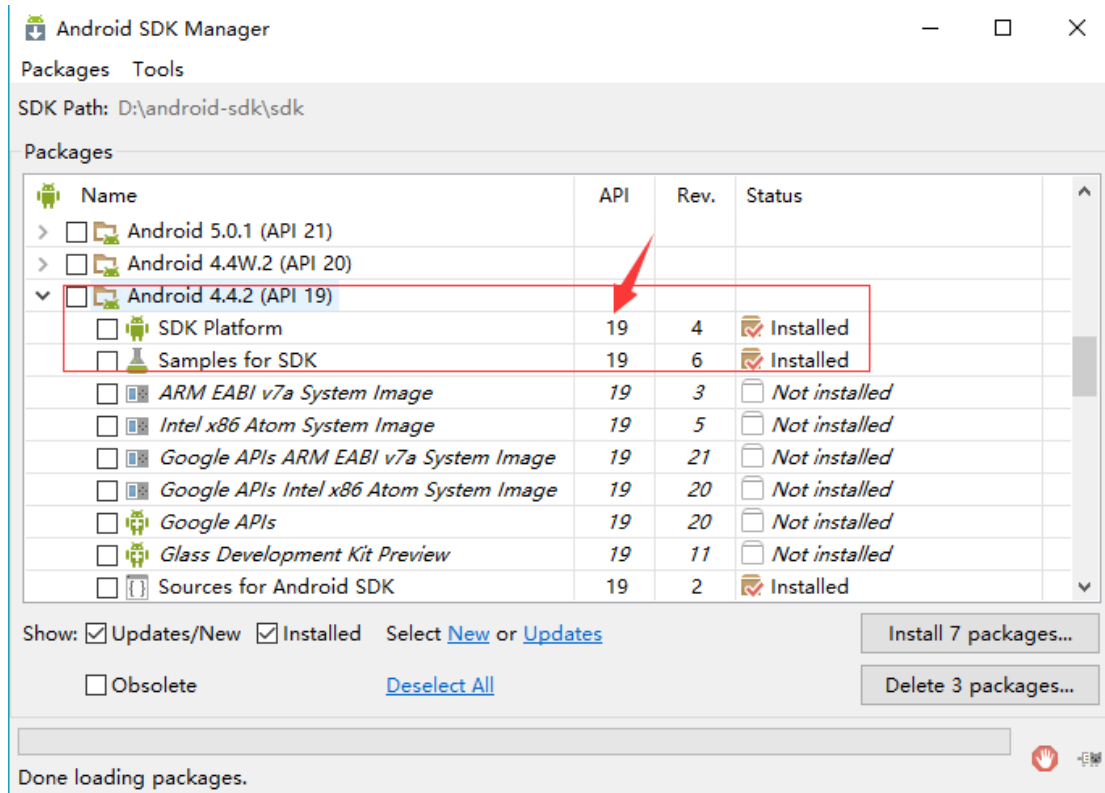 Android SDK Manager
Packages Tools
SDK Path: D:\android-sdk\sdk
Packages
Name API Rev. Status
Android 5.0.1 (API 21)
Android 4.4W.2 (API 20)
Android 4.4.2 (API 19)
SDK Platform 19 4 Installed
Samples for SDK 19 6 Installed
ARM EABI v7a System Image 19 3 Not installed
Intel x86 Atom System Image 19 5 Not installed
Google APIs ARM EABI v7a System Image 19 21 Not installed
Google APIs Intel x86 Atom System Image 19 20 Not installed
Google APIs 19 20 Not installed
Glass Development Kit Preview 19 11 Not installed
Sources for Android SDK 19 2 Installed
Show: Updates/New Installed Select New or Updates Install 7 packages...
Obsolete Deselect All Delete 3 packages...
Done loading packages.